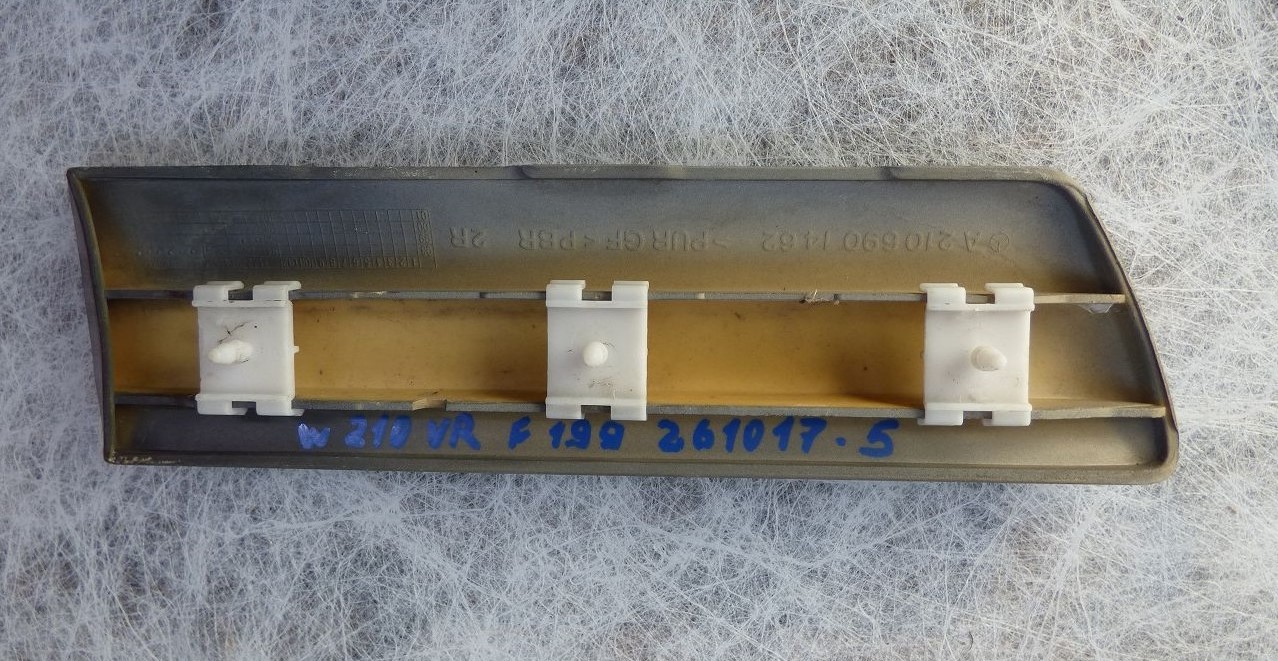 A 210 690 14 62 >PUR GF<PBR 2R
W 210 VR F 199 261017.5